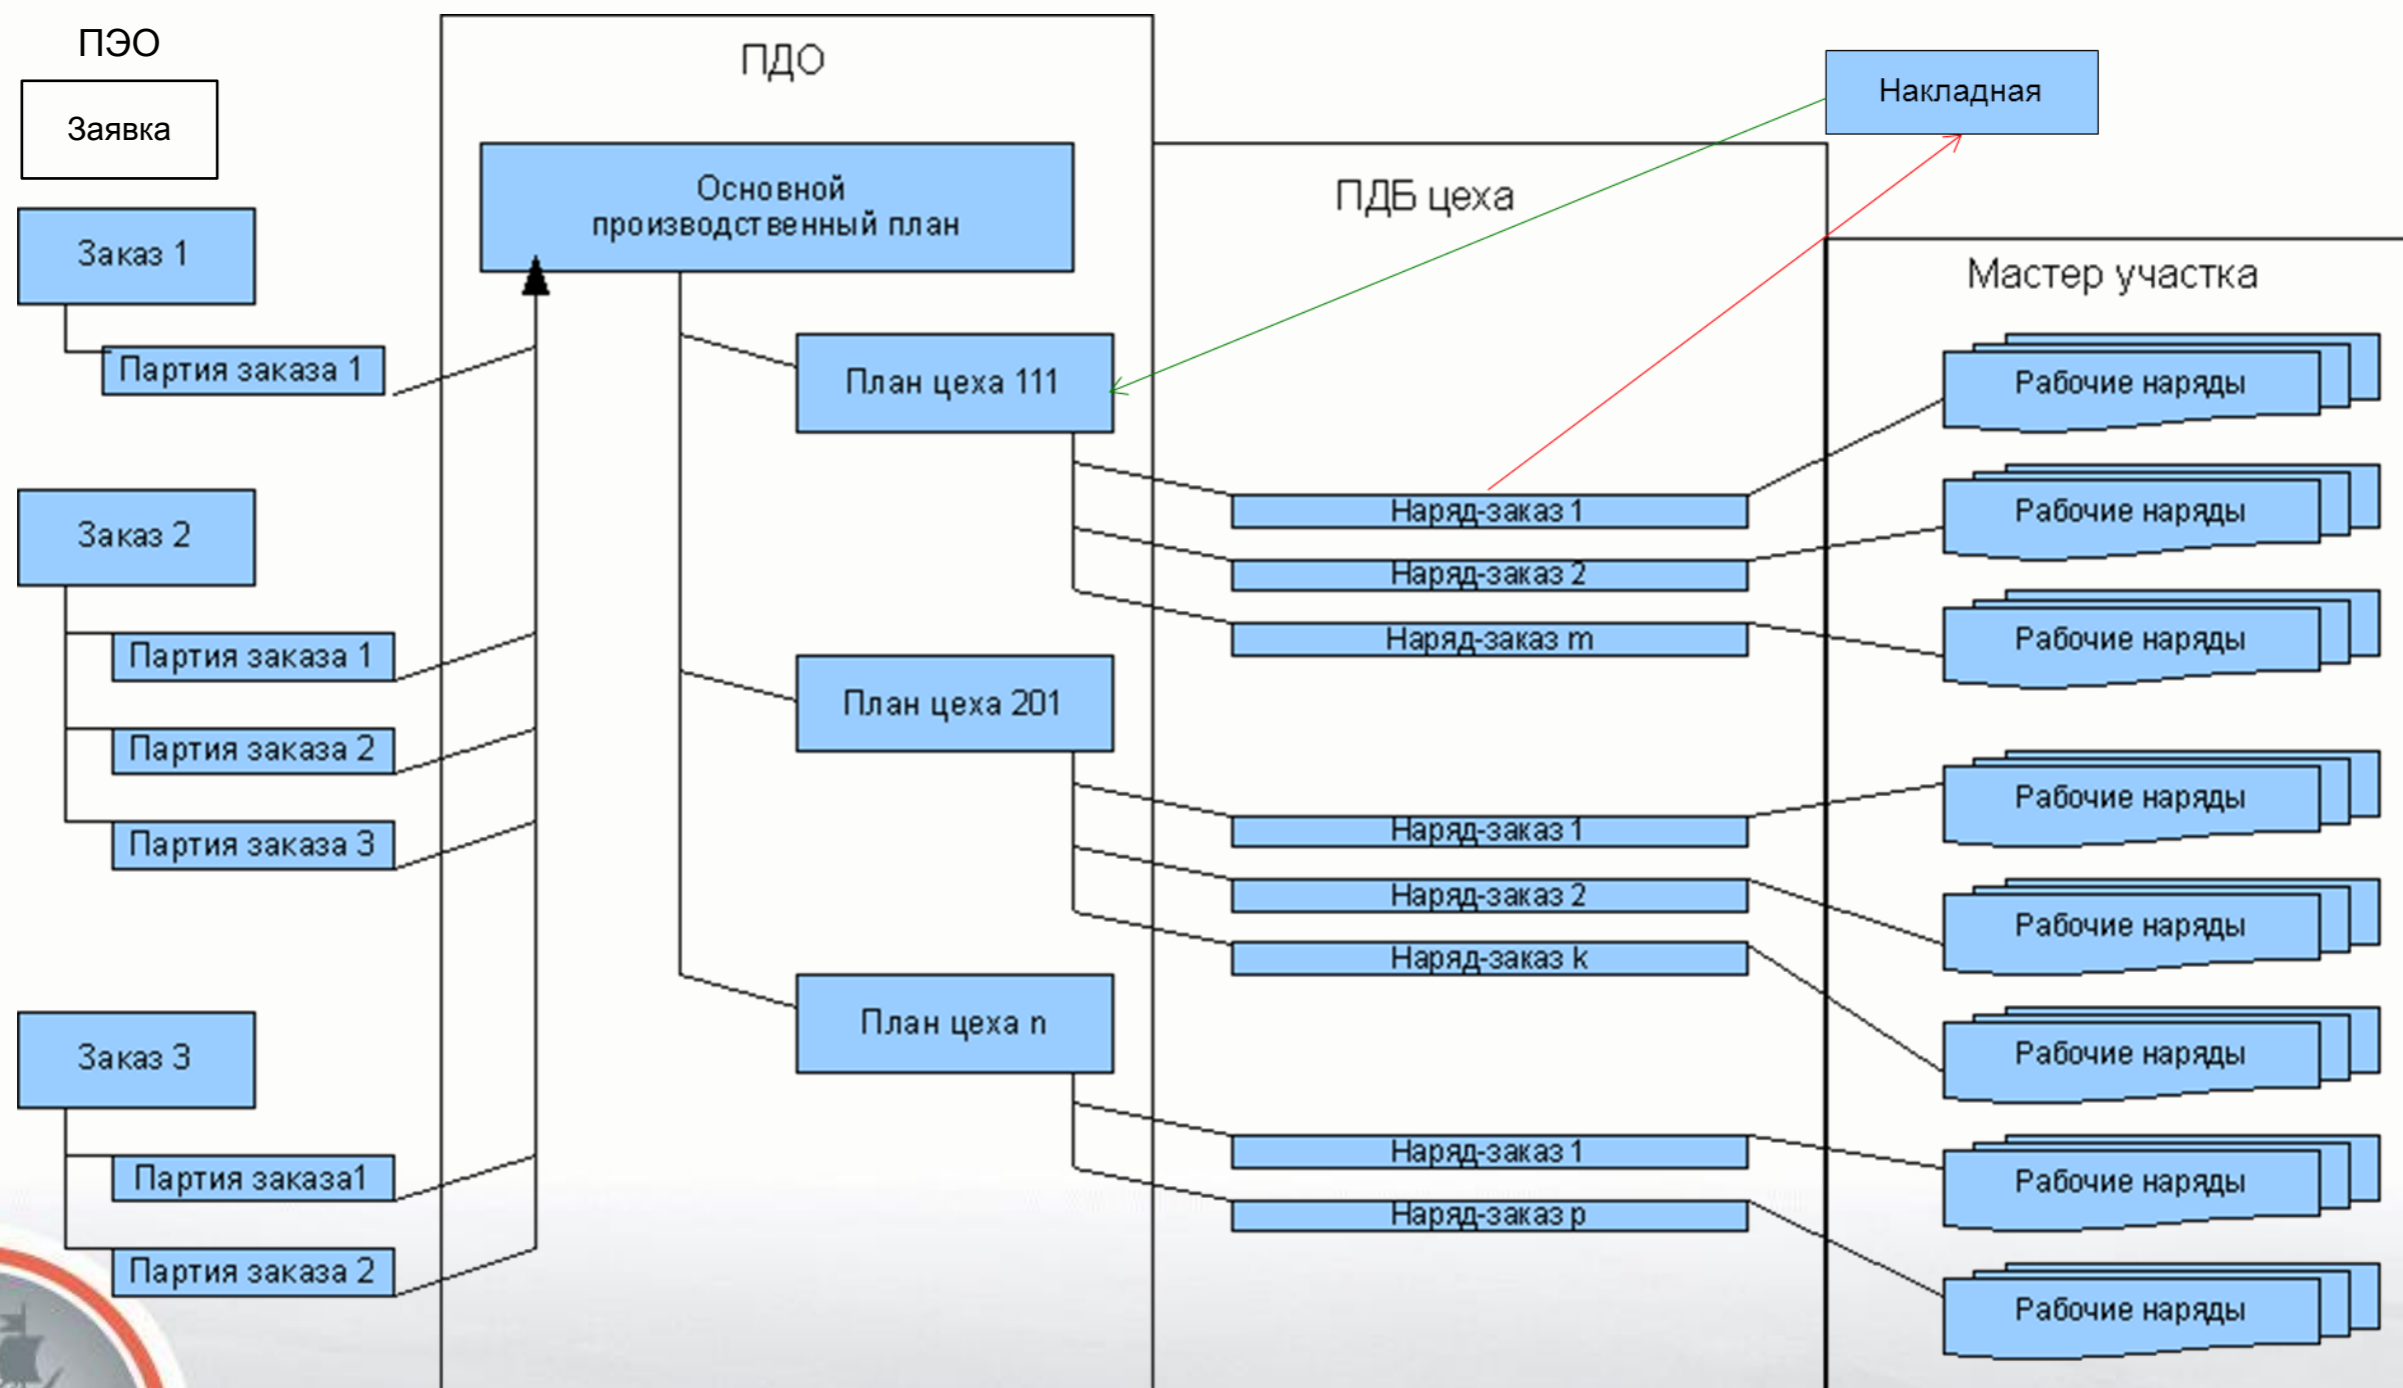 ПЭО
Заявка
Заказ 1
Партия заказа 1
Заказ 2
Партия заказа 1
Партия заказа 2
Партия заказа 3
Заказ 3
Партия заказа1
Партия заказа 2
ПДО
Основной
производственный план
План цеха 111
План цеха 201
План цеха n
ПДБ цеха
Наряд-заказ 1
Наряд-заказ 2
Наряд-заказ m
Наряд-заказ 1
Наряд-заказ 2
Наряд-заказ k
Наряд-заказ 1
Наряд-заказ p
Накладная
Мастер участка
Рабочие наряды
Рабочие наряды
Рабочие наряды
Рабочие наряды
Рабочие наряды
Рабочие наряды
Рабочие наряды
Рабочие наряды